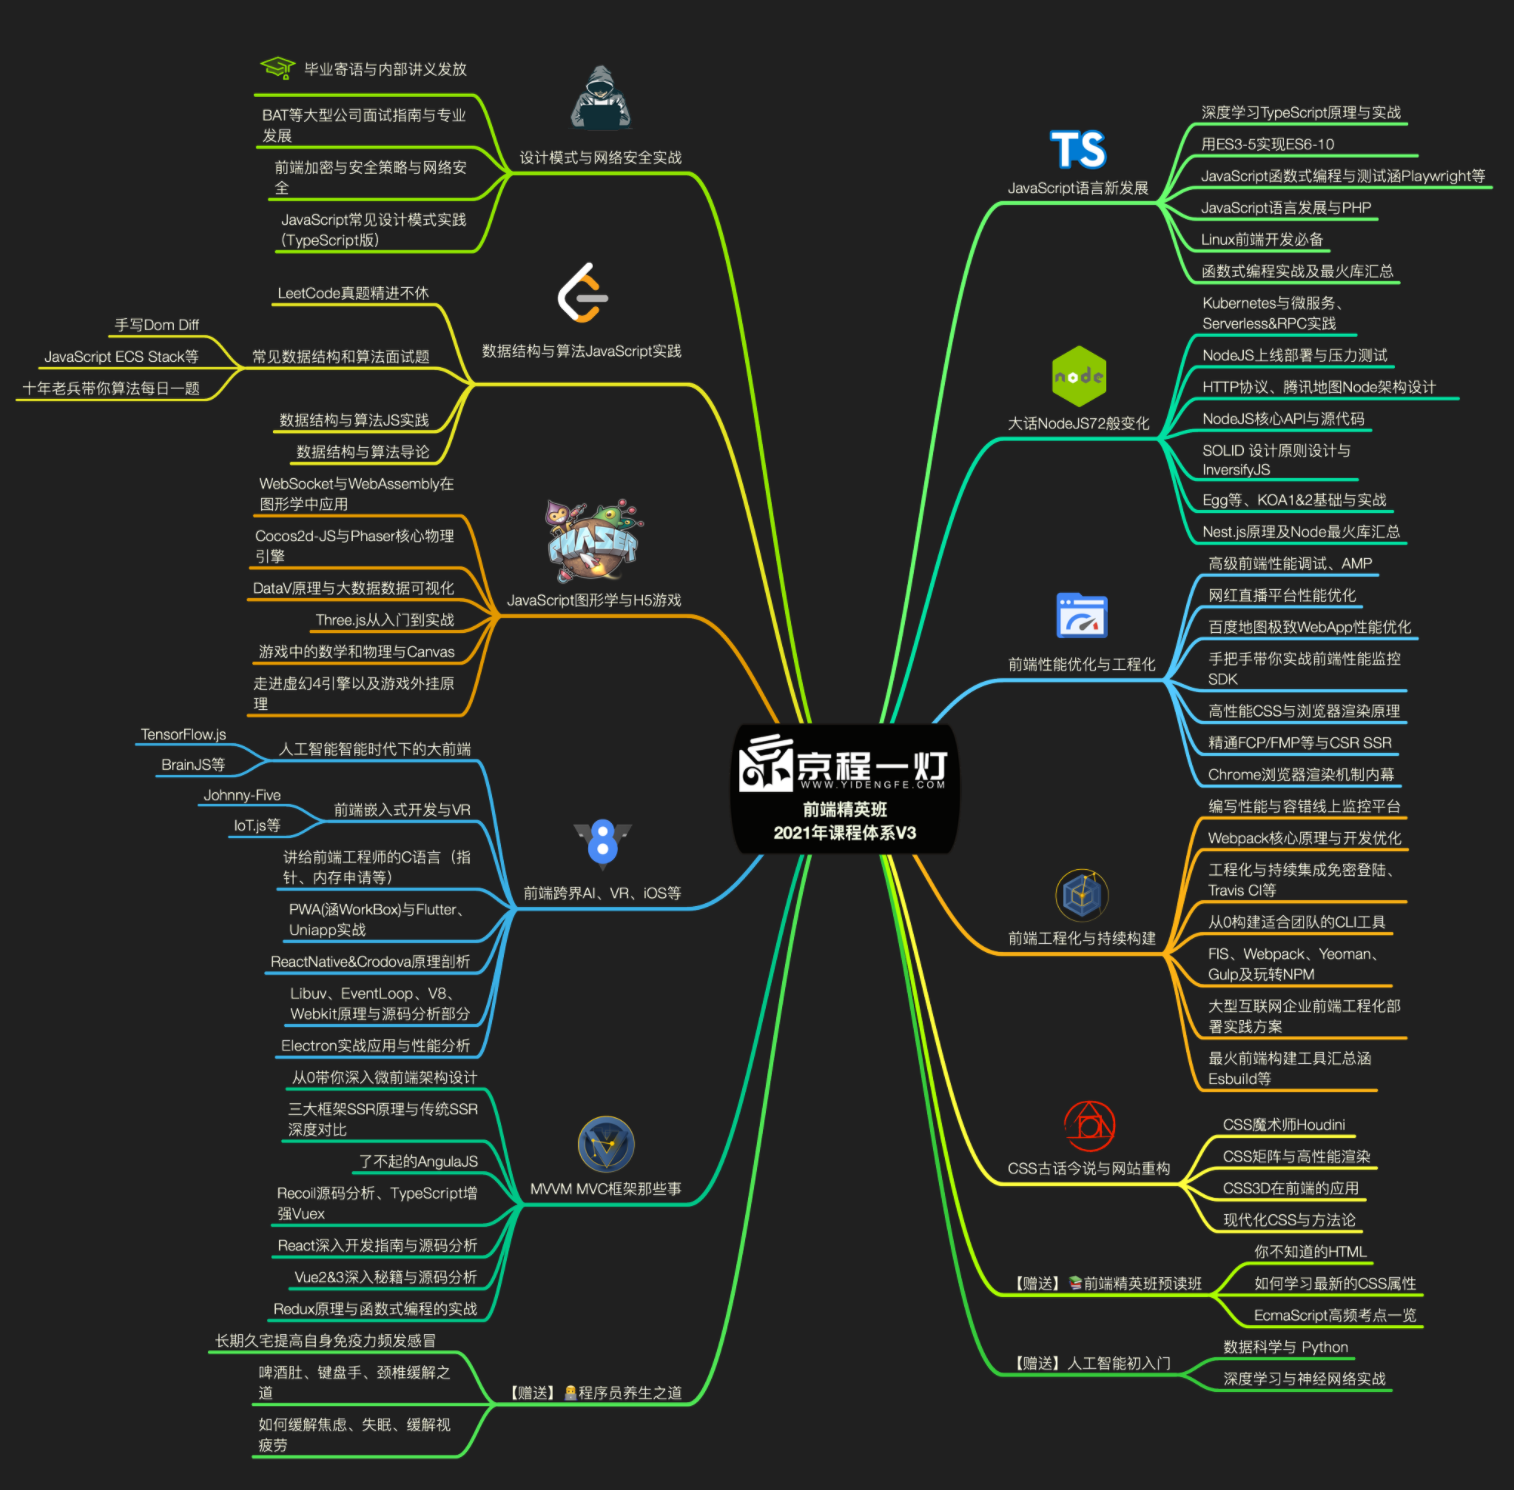 京程一灯
WWW.YIDENGFE.COM
前端精英班
2021年课程体系V3
TS
JavaScript语言新发展
深度学习TypeScript原理与实战
用ES3-5实现ES6-10
JavaScript函数式编程与测试涵Playwright等
JavaScript语言发展与PHP
Linux前端开发必备
函数式编程实战及最火库汇总
node
大话NodeJS72般变化
Kubernetes与微服务、
Serverless&RPC实践
NodeJS上线部署与压力测试
HTTP协议、腾讯地图Node架构设计
NodeJS核心API与源代码
SOLID 设计原则设计与
InversifyJS
Egg等、KOA1&2基础与实战
Nest.js原理及Node最火库汇总
前端性能优化与工程化
高级前端性能调试、AMP
网红直播平台性能优化
百度地图极致WebApp性能优化
手把手带你实战前端性能监控
SDK
高性能CSS与浏览器渲染原理
精通FCP/FMP等与CSR SSR
Chrome浏览器渲染机制内幕
前端工程化与持续构建
编写性能与容错线上监控平台
Webpack核心原理与开发优化
工程化与持续集成免密登陆、
Travis CI等
从0构建适合团队的CLI工具
FIS、Webpack、Yeoman、
Gulp及玩转NPM
大型互联网企业前端工程化部
署实践方案
最火前端构建工具汇总涵
Esbuild等
CSS古话今说与网站重构
CSS魔术师Houdini
CSS矩阵与高性能渲染
CSS3D在前端的应用
现代化CSS与方法论
【赠送】📚前端精英班预读班
你不知道的HTML
如何学习最新的CSS属性
EcmaScript高频考点一览
【赠送】人工智能初入门
数据科学与 Python
深度学习与神经网络实战
设计模式与网络安全实战
毕业寄语与内部讲义发放
BAT等大型公司面试指南与专业
发展
前端加密与安全策略与网络安
全
JavaScript常见设计模式实践
(TypeScript版)
数据结构与算法JavaScript实践
LeetCode真题精进不休
常见数据结构和算法面试题
手写Dom Diff
JavaScript ECS Stack等
十年老兵带你算法每日一题
数据结构与算法JS实践
数据结构与算法导论
PHASER
JavaScript图形学与H5游戏
WebSocket与WebAssembly在
图形学中应用
Cocos2d-JS与Phaser核心物理
引擎
DataV原理与大数据数据可视化
Three.js从入门到实战
游戏中的数学和物理与Canvas
走进虚幻4引擎以及游戏外挂原
理
8
前端跨界AI、VR、iOS等
人工智能智能时代下的大前端
TensorFlow.js
BrainJS等
前端嵌入式开发与VR
Johnny-Five
IoT.js等
讲给前端工程师的C语言（指
针、内存申请等）
PWA(涵WorkBox)与Flutter、
Uniapp实战
ReactNative&Crodova原理剖析
Libuv、EventLoop、V8、
Webkit原理与源码分析部分
Electron实战应用与性能分析
MVVM MVC框架那些事
从0带你深入微前端架构设计
三大框架SSR原理与传统SSR
深度对比
了不起的AngulaJS
Recoil源码分析、TypeScript增
强Vuex
React深入开发指南与源码分析
Vue2&3深入秘籍与源码分析
Redux原理与函数式编程的实战
【赠送】👨‍💻程序员养生之道
长期久宅提高自身免疫力频发感冒
啤酒肚、键盘手、颈椎缓解之
道
如何缓解焦虑、失眠、缓解视
疲劳